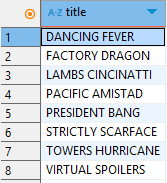 A-Z title
1 DANCING FEVER
2 FACTORY DRAGON
3 LAMBS CINCINATTI
4 PACIFIC AMISTAD
5 PRESIDENT BANG
6 STRICTLY SCARFACE
7 TOWERS HURRICANE
8 VIRTUAL SPOILERS